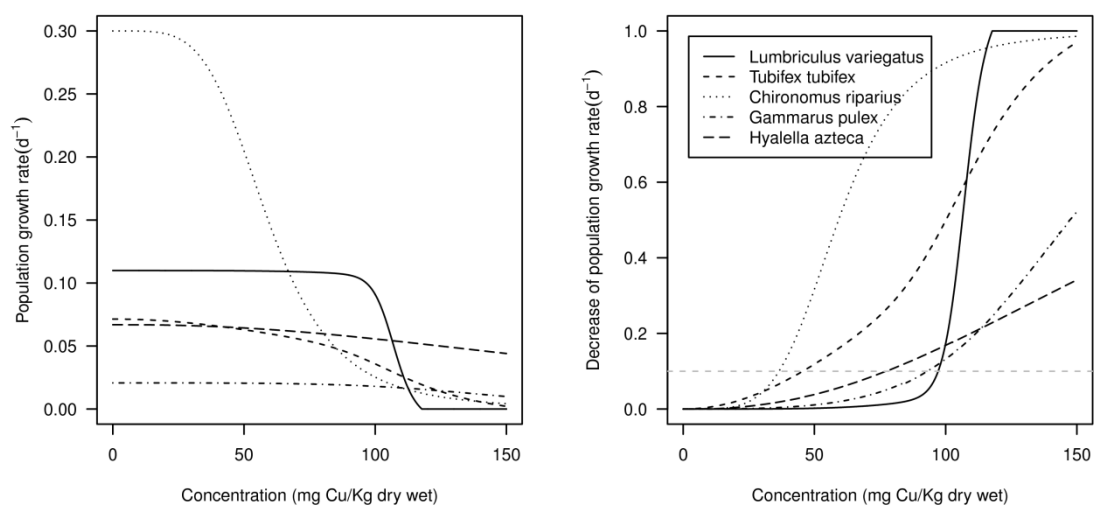 Population growth rate(d⁻¹)
0.30
0.25
0.20
0.15
0.10
0.05
0.00
0 50 100 150
Concentration (mg Cu/Kg dry wet)
Decrease of population growth rate(d⁻¹)
1.0
0.8
0.6
0.4
0.2
0.0
Lumbriculus variegatus
Tubifex tubifex
Chironomus riparius
Gammarus pulex
Hyalella azteca
0 50 100 150
Concentration (mg Cu/Kg dry wet)